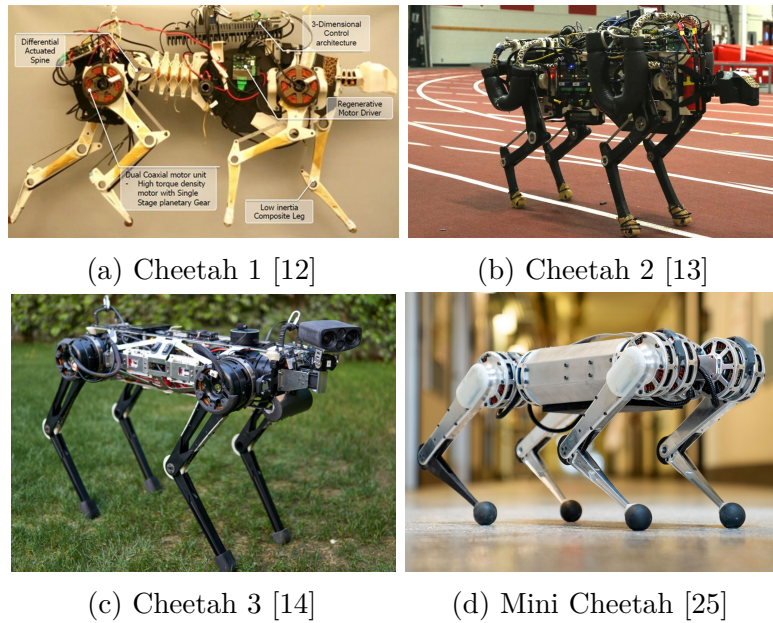 Differential
Actuated
Spine
3-Dimensional
Control
architecture
Regenerative
Motor Driver
Dual Coaxial motor unit
- High torque density
motor with Single
Stage planetary Gear
Low inertia
Composite Leg
(a) Cheetah 1 [12]
(b) Cheetah 2 [13]
(c) Cheetah 3 [14]
(d) Mini Cheetah [25]